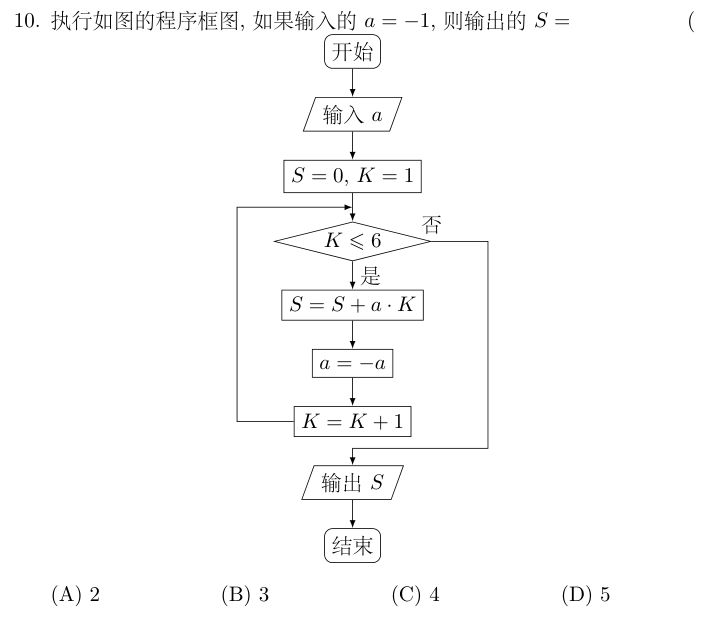 10. 执行如图的程序框图, 如果输入的 a = −1, 则输出的 S = (
开始
输入 a
S = 0, K = 1
否
K ⩽ 6
是
S = S + a · K
a = −a
K = K + 1
输出 S
结束
(A) 2 (B) 3 (C) 4 (D) 5